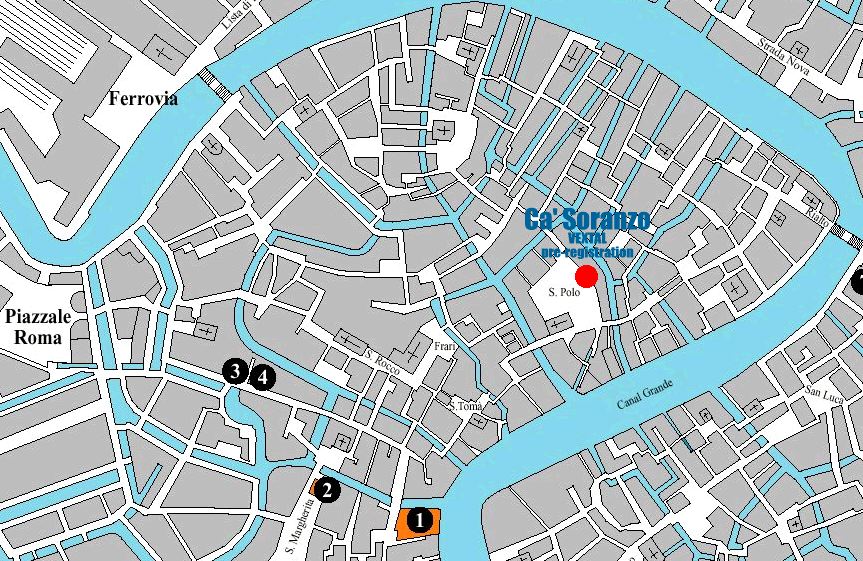 Lista di
Strada Nova
Ferrovia
Ca' Soranzo
VEXTAL
pre-registration
Rialto
S. Polo
Piazzale
Roma
Frari
S. Rocco
3
4
Canal Grande
San Luca
S.Toma
2
1
S. Margherita